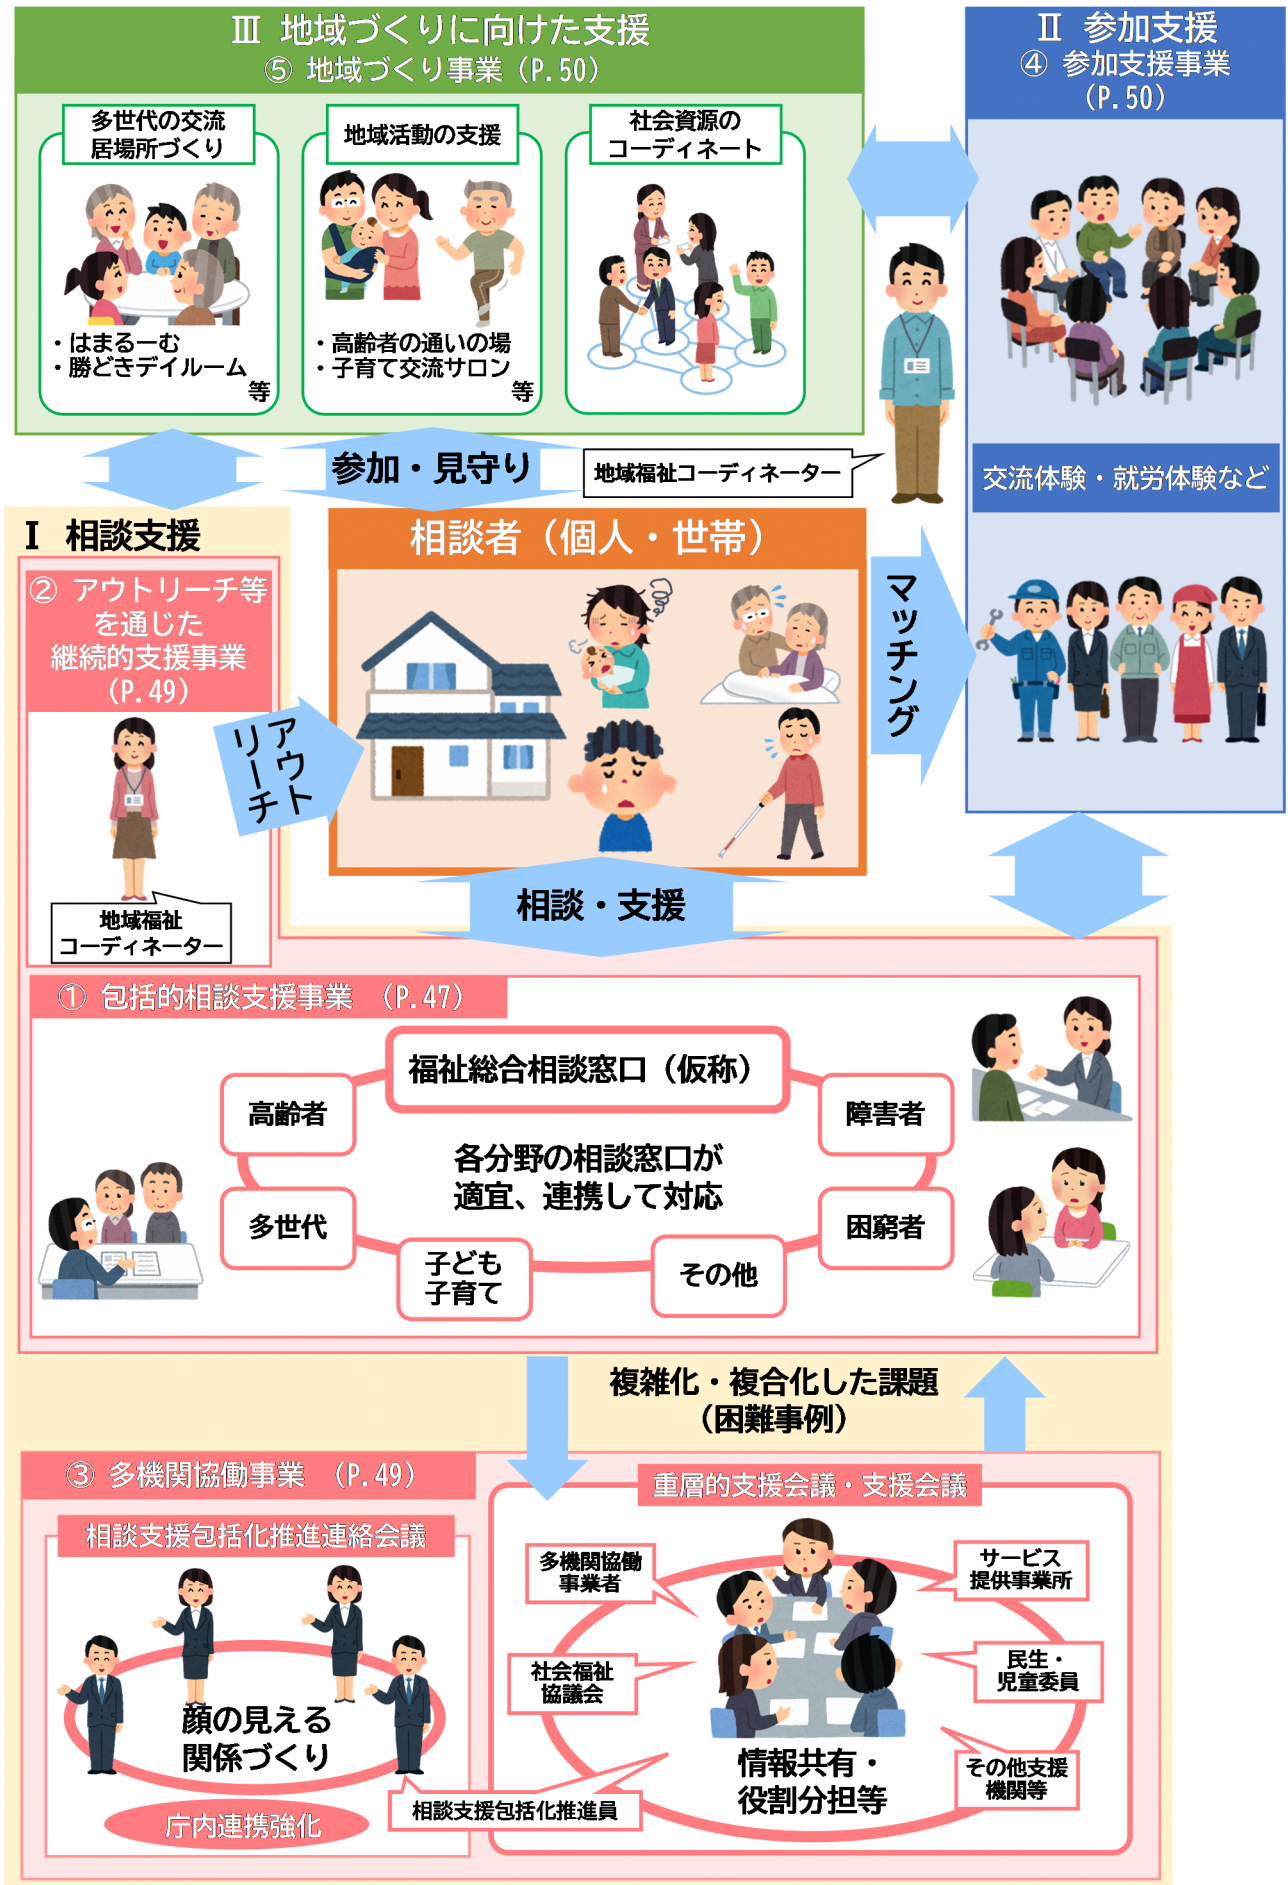 Ⅲ 地域づくりに向けた支援
⑤ 地域づくり事業（P.50）
多世代の交流
居場所づくり
・はまるーむ
・勝どきデイルーム
等
地域活動の支援
・高齢者の通いの場
・子育て交流サロン
等
社会資源の
コーディネート
Ⅱ 参加支援
④ 参加支援事業
（P.50）
交流体験・就労体験など
参加・見守り
地域福祉コーディネーター
Ⅰ 相談支援
② アウトリーチ等
を通じた
継続的支援事業
（P.49）
地域福祉
コーディネーター
アウト
リーチ
相談者（個人・世帯）
マッチング
相談・支援
① 包括的相談支援事業 （P.47）
福祉総合相談窓口（仮称）
高齢者
障害者
各分野の相談窓口が
適宜、連携して対応
多世代
困窮者
子ども
子育て
その他
複雑化・複合化した課題
（困難事例）
③ 多機関協働事業 （P.49）
相談支援包括化推進連絡会議
顔の見える
関係づくり
庁内連携強化
相談支援包括化推進員
重層的支援会議・支援会議
多機関協働
事業者
サービス
提供事業所
社会福祉
協議会
民生・
児童委員
情報共有・
役割分担等
その他支援
機関等